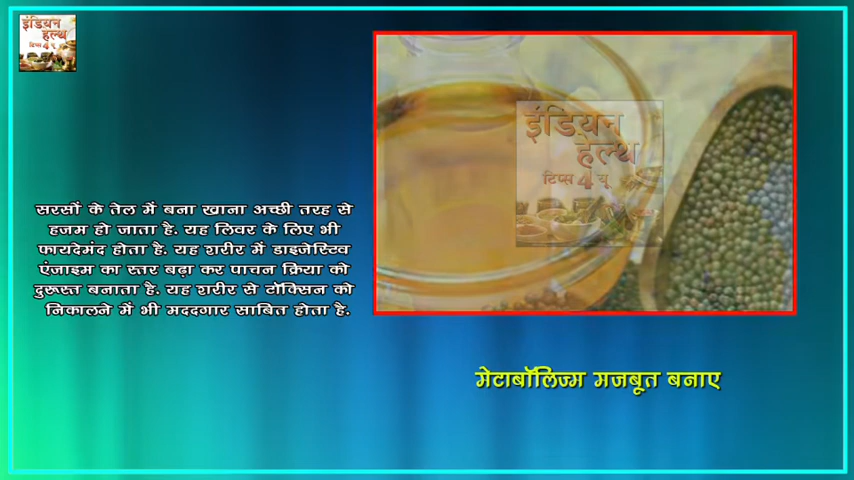 इंडियन
हेल्थ
टिप्स 4 यू
इंडियन
हेल्थ
टिप्स 4 यू
सरसों के तेल में बना खाना अच्छी तरह से
हजम हो जाता है. यह लिवर के लिए भी
फायदेमंद होता है. यह शरीर में डाइजेस्टिव
एंजाइम का स्तर बढ़ा कर पाचन क्रिया को
दुरूस्त बनाता है. यह शरीर से टॉक्सिन को
निकालने में भी मददगार साबित होता है.
मेटाबॉलिज्म मजबूत बनाए